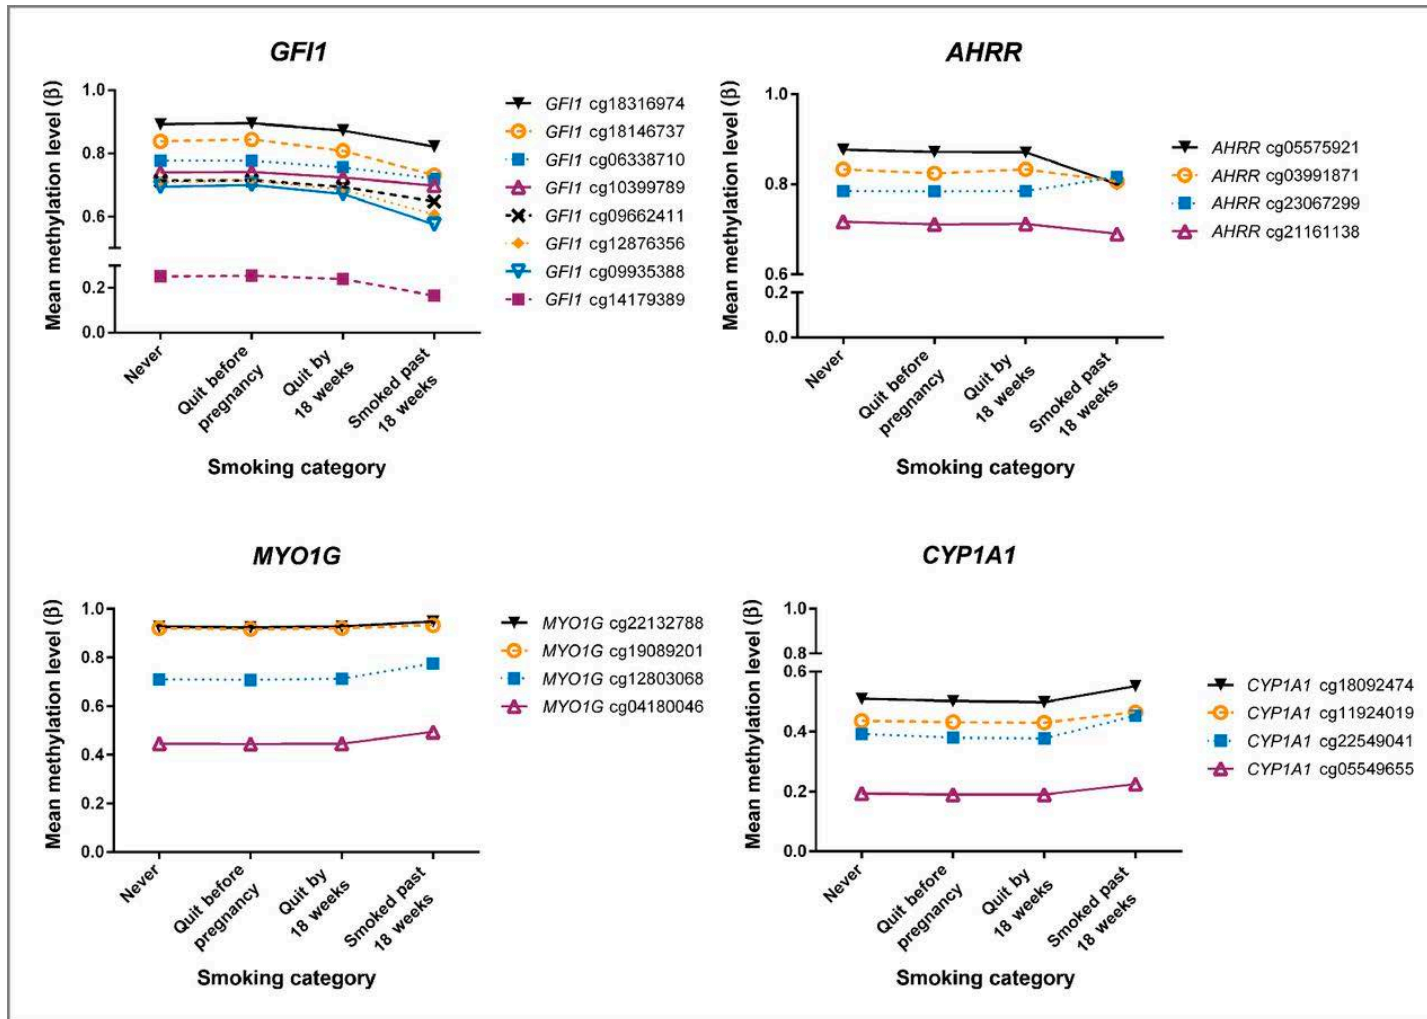 GFI1
Mean methylation level (β)
1.0
0.8
0.6
0.2
0.0
Never
Quit before
pregnancy
Quit by
18 weeks
Smoked past
18 weeks
Smoking category
GFI1 cg18316974
GFI1 cg18146737
GFI1 cg06338710
GFI1 cg10399789
GFI1 cg09662411
GFI1 cg12876356
GFI1 cg09935388
GFI1 cg14179389
AHRR
Mean methylation level (β)
1.0
0.8
0.6
0.2
0.0
Never
Quit before
pregnancy
Quit by
18 weeks
Smoked past
18 weeks
Smoking category
AHRR cg05575921
AHRR cg03991871
AHRR cg23067299
AHRR cg21161138
MYO1G
Mean methylation level (β)
1.0
0.8
0.6
0.4
0.2
0.0
Never
Quit before
pregnancy
Quit by
18 weeks
Smoked past
18 weeks
Smoking category
MYO1G cg22132788
MYO1G cg19089201
MYO1G cg12803068
MYO1G cg04180046
CYP1A1
Mean methylation level (β)
1.0
0.8
0.6
0.4
0.2
0.0
Never
Quit before
pregnancy
Quit by
18 weeks
Smoked past
18 weeks
Smoking category
CYP1A1 cg18092474
CYP1A1 cg11924019
CYP1A1 cg22549041
CYP1A1 cg05549655